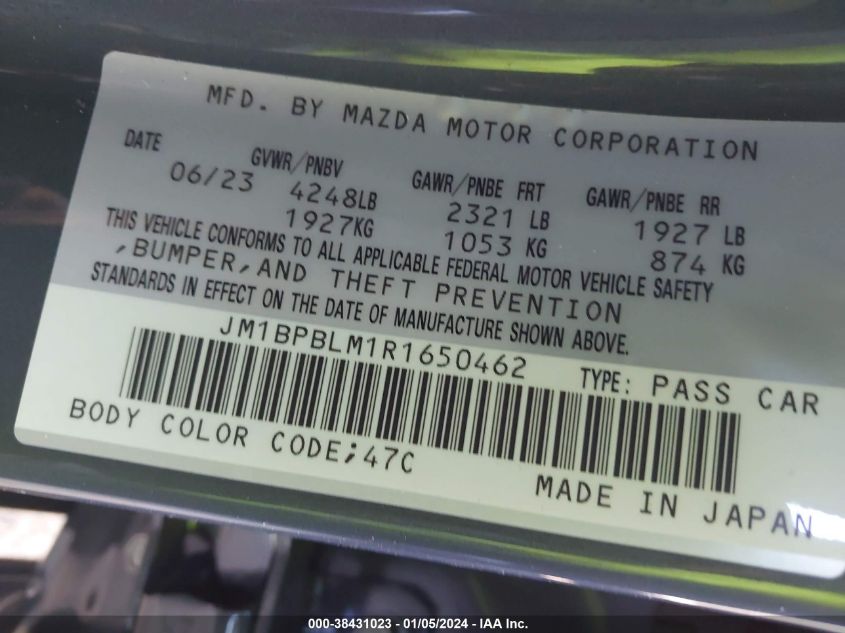 MFD. BY MAZDA MOTOR CORPORATION
DATE GVWR/PNBV GAWR/PNBE FRT GAWR/PNBE RR
06/23 4248LB 2321 LB 1927 LB
1927KG 1053 KG 874 KG
THIS VEHICLE CONFORMS TO ALL APPLICABLE FEDERAL MOTOR VEHICLE SAFETY
,BUMPER,AND THEFT PREVENTION
STANDARDS IN EFFECT ON THE DATE OF MANUFACTURE SHOWN ABOVE.
JM1BPBLM1R1650462 TYPE: PASS CAR
BODY COLOR CODE;47C
MADE IN JAPAN
000-38431023 - 01/05/2024 - IAA Inc.